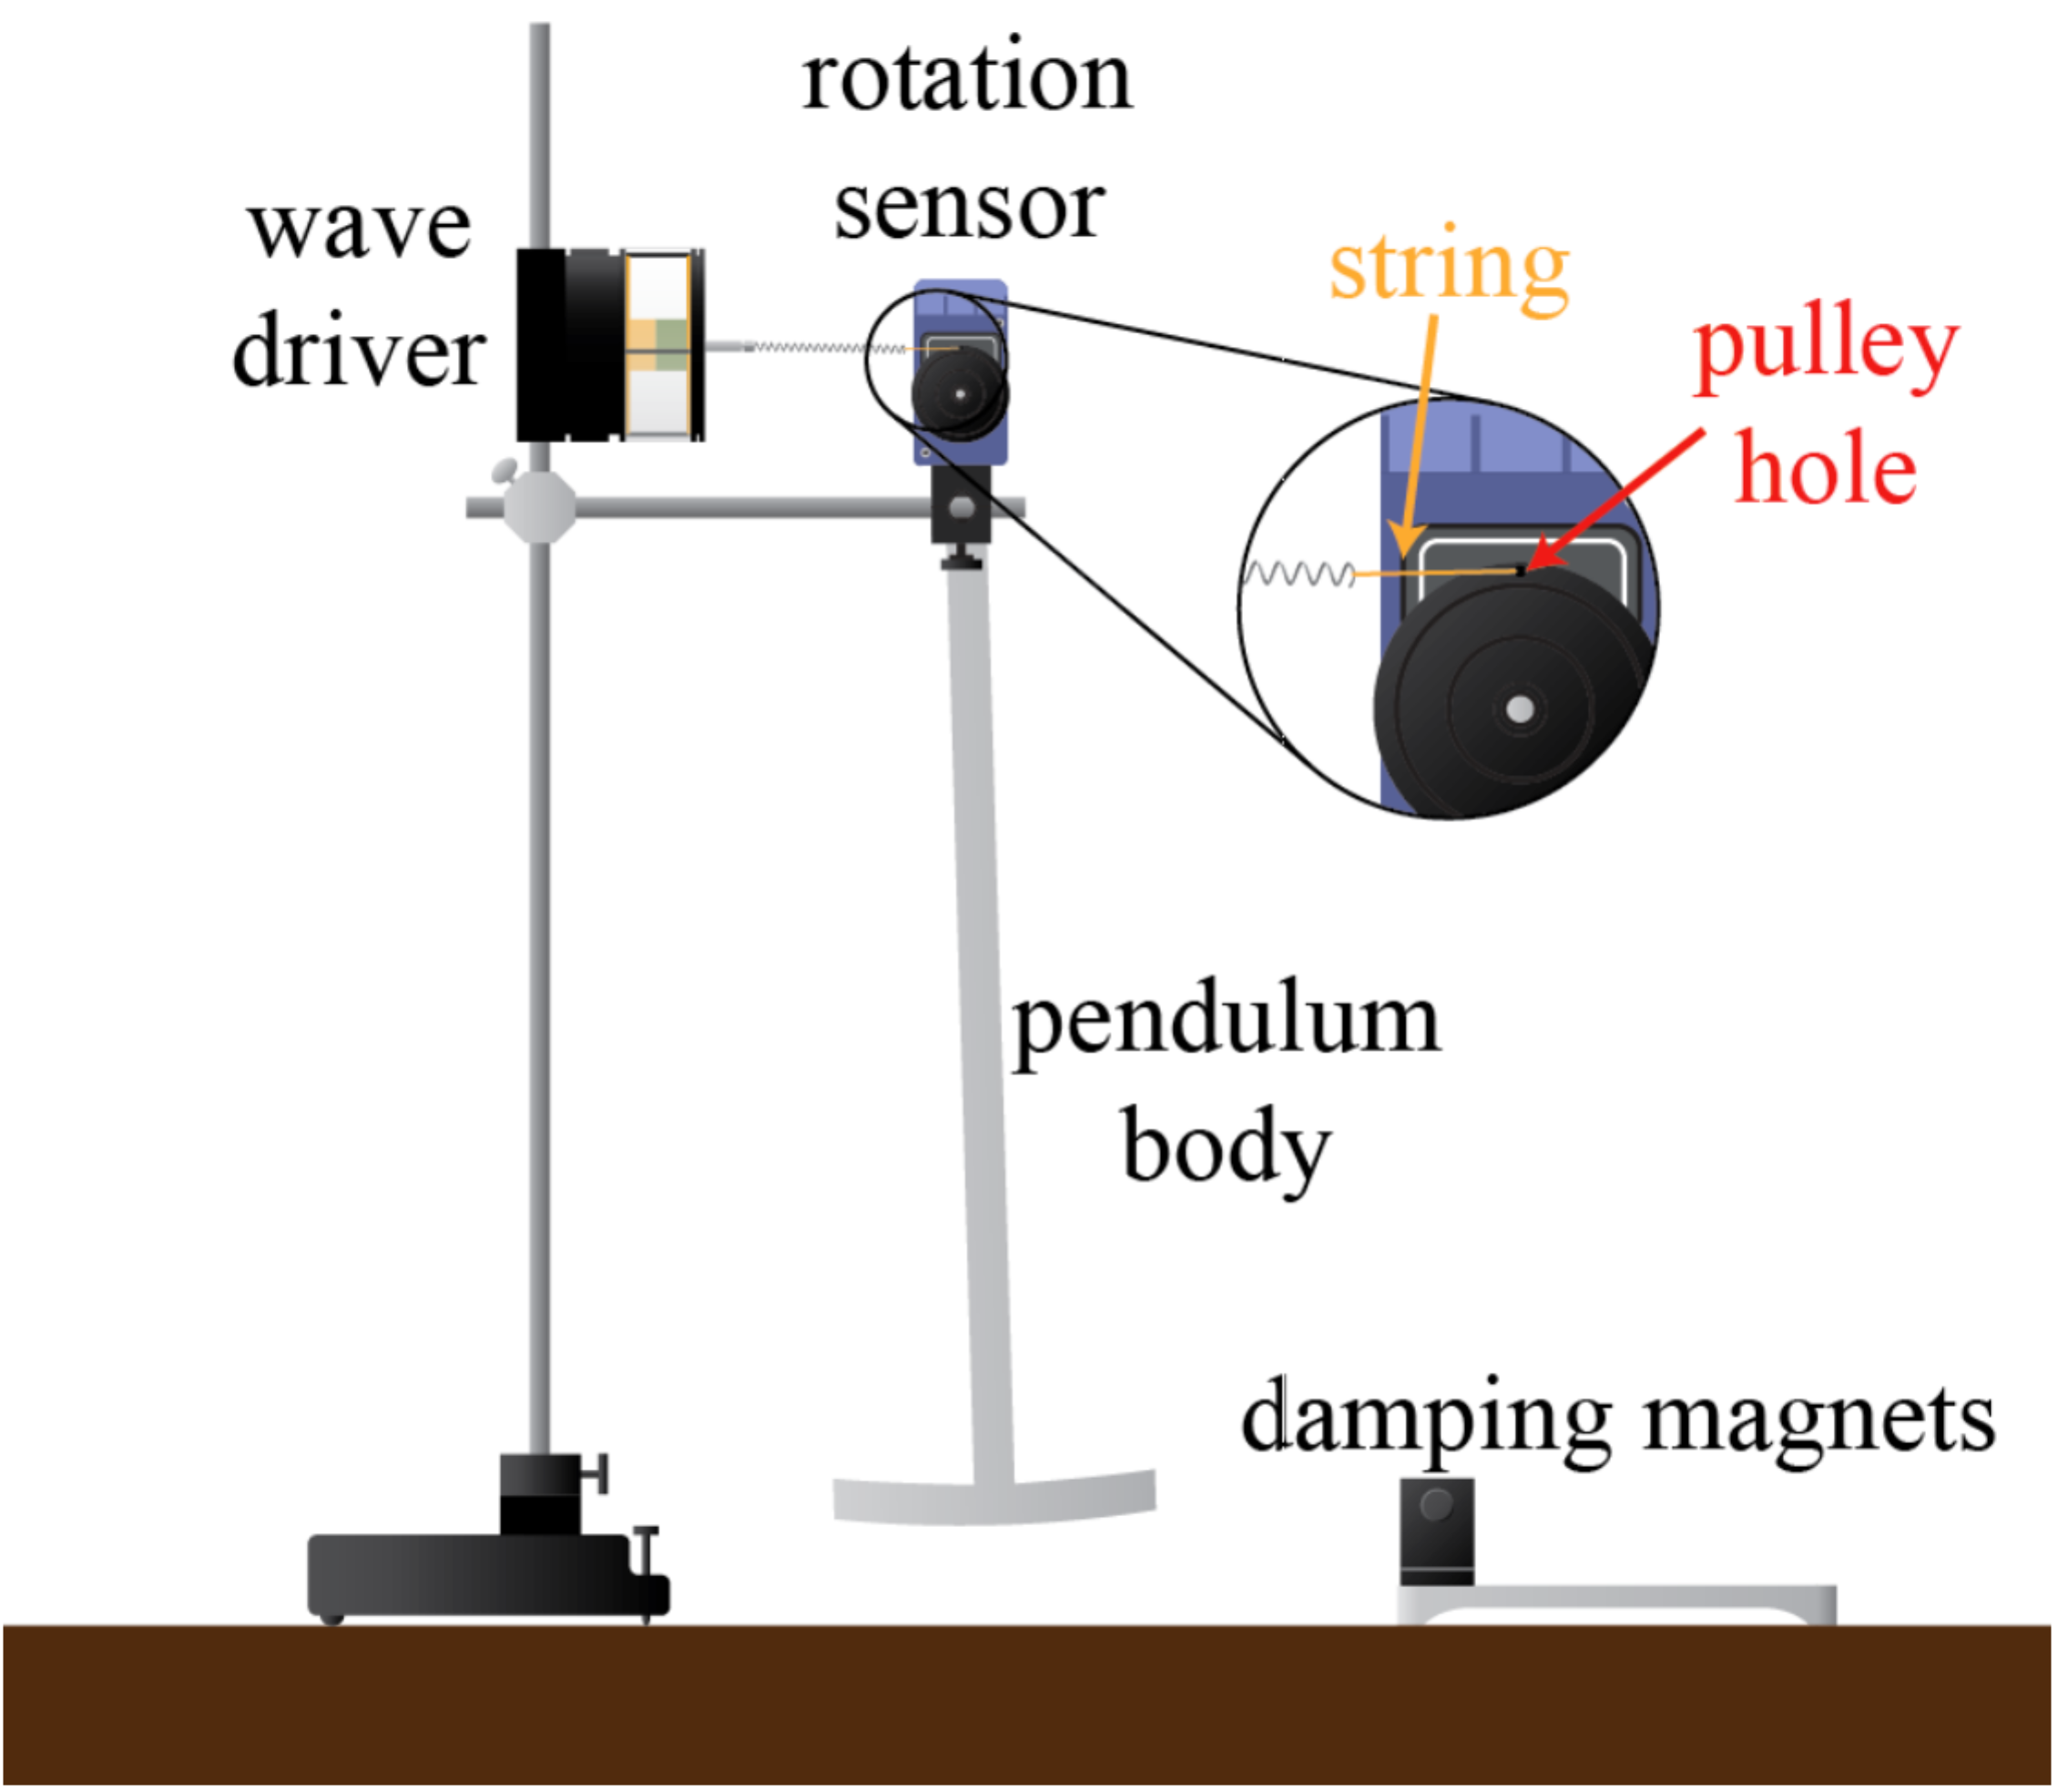 rotation
sensor
wave
driver
string
pulley
hole
pendulum
body
damping magnets